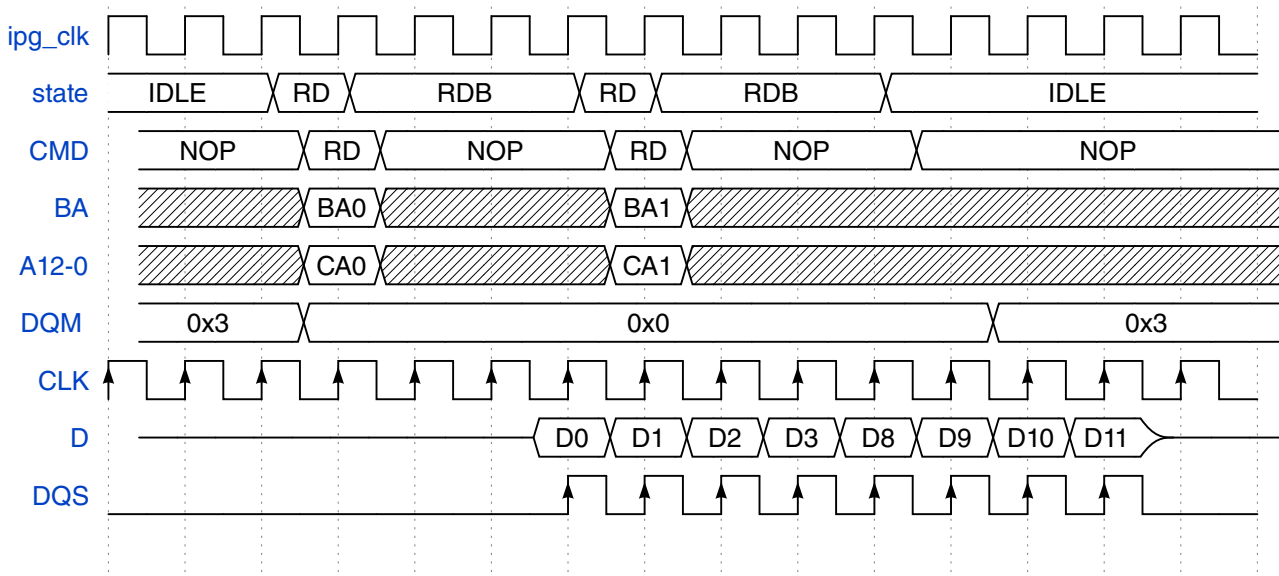 ipg_clk
state IDLE RD RDB RD RDB IDLE
CMD NOP RD NOP RD NOP NOP
BA BA0 BA1
A12-0 CA0 CA1
DQM 0x3 0x0 0x3
CLK
D D0 D1 D2 D3 D8 D9 D10 D11
DQS